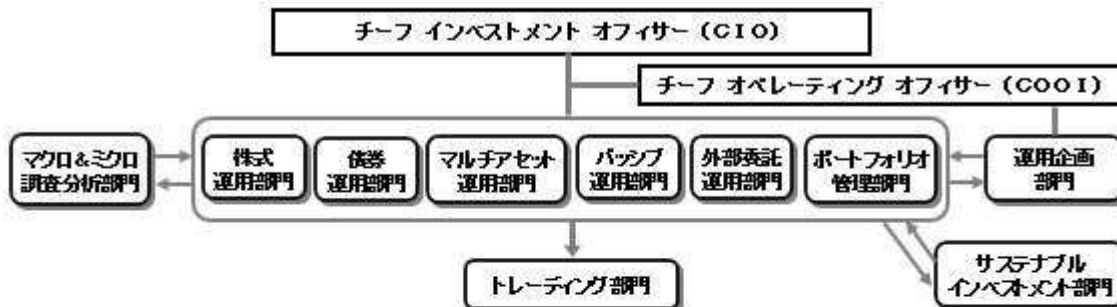 チーフ インベストメント オフィサー（ＣＩＯ）
チーフ オペレーティング オフィサー（ＣＯＯＩ）
マクロ＆ミクロ
調査分析部門
株式
運用部門
債券
運用部門
マルチアセット
運用部門
パッシブ
運用部門
外部委託
運用部門
ポートフォリオ
管理部門
運用企画
部門
トレーディング部門
サステナブル
インベストメント部門